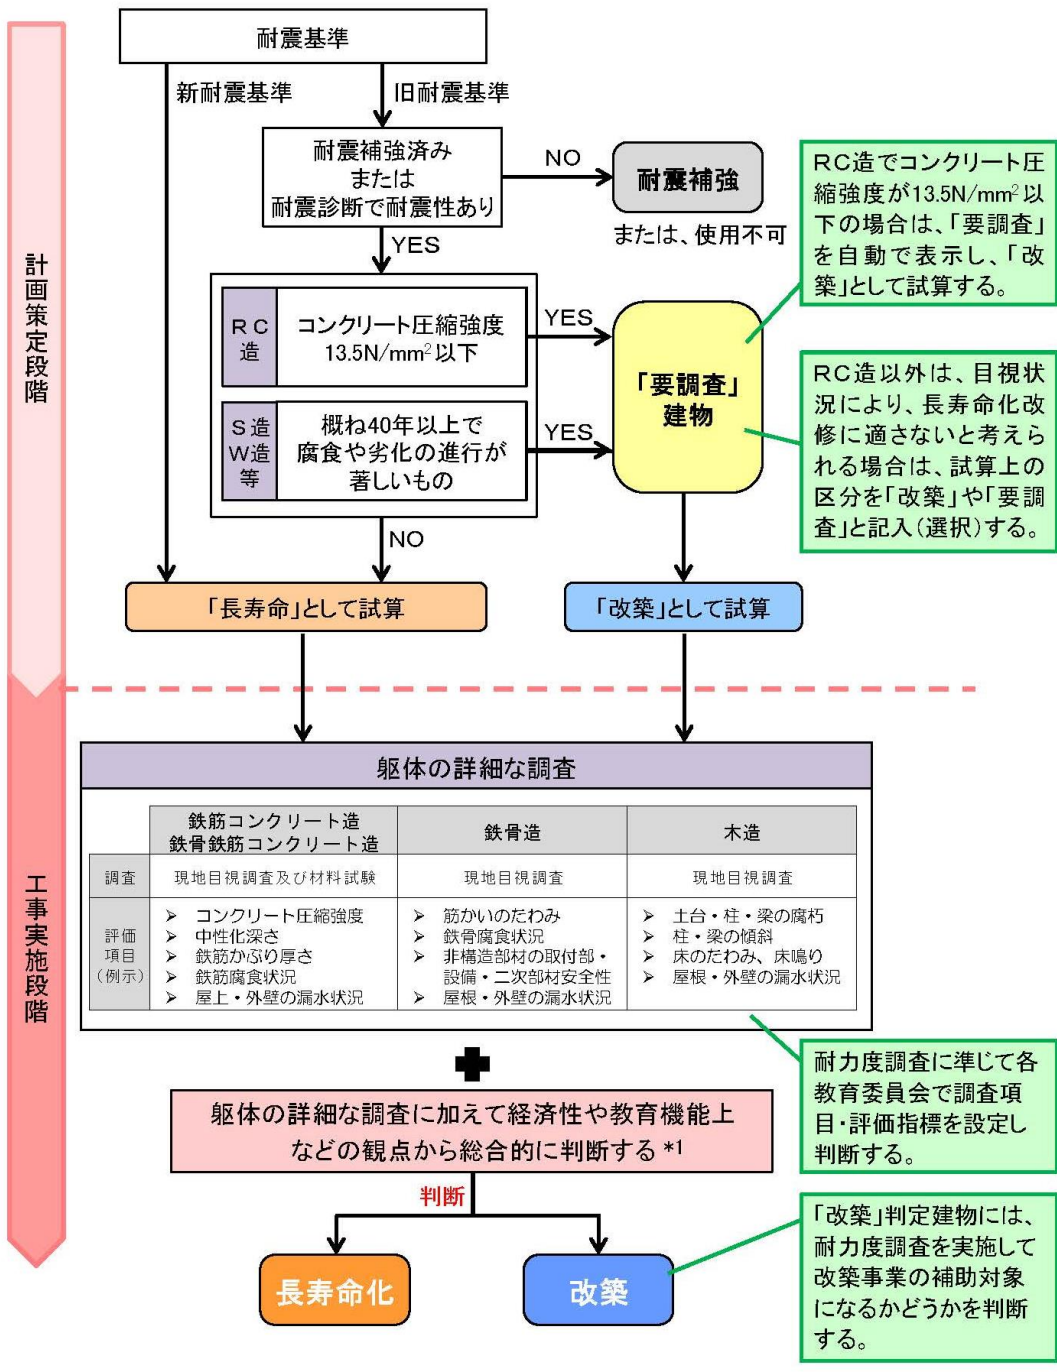 耐震基準
新耐震基準
旧耐震基準
耐震補強済み
または
耐震診断で耐震性あり
NO
耐震補強
または、使用不可
YES
RC造でコンクリート圧
縮強度が13.5N/mm²以
下の場合は、「要調査」
を自動で表示し、「改
築」として試算する。
計画策定段階
RC
造
コンクリート圧縮強度
13.5N/mm²以下
YES
「要調査」
建物
S造
W造
等
概ね40年以上で
腐食や劣化の進行が
著しいもの
YES
RC造以外は、目視状
況により、長寿命化改
修に適さないと考えら
れる場合は、試算上の
区分を「改築」や「要調
査」と記入(選択)する。
NO
「長寿命」として試算
「改築」として試算
工事実施段階
躯体の詳細な調査
鉄筋コンクリート造
鉄骨鉄筋コンクリート造
鉄骨造
木造
調査
現地目視調査及び材料試験
現地目視調査
現地目視調査
評価
項目
(例示)
➢ コンクリート圧縮強度
➢ 中性化深さ
➢ 鉄筋かぶり厚さ
➢ 鉄筋腐食状況
➢ 屋上・外壁の漏水状況
➢ 筋かいのたわみ
➢ 鉄骨腐食状況
➢ 非構造部材の取付部・
設備・二次部材安全性
➢ 屋根・外壁の漏水状況
➢ 土台・柱・梁の腐朽
➢ 柱・梁の傾斜
➢ 床のたわみ、床鳴り
➢ 屋根・外壁の漏水状況
耐力度調査に準じて各
教育委員会で調査項
目・評価指標を設定し
判断する。
躯体の詳細な調査に加えて経済性や教育機能上
などの観点から総合的に判断する *1
判断
長寿命化
改築
「改築」判定建物には、
耐力度調査を実施して
改築事業の補助対象
になるかどうかを判断
する。